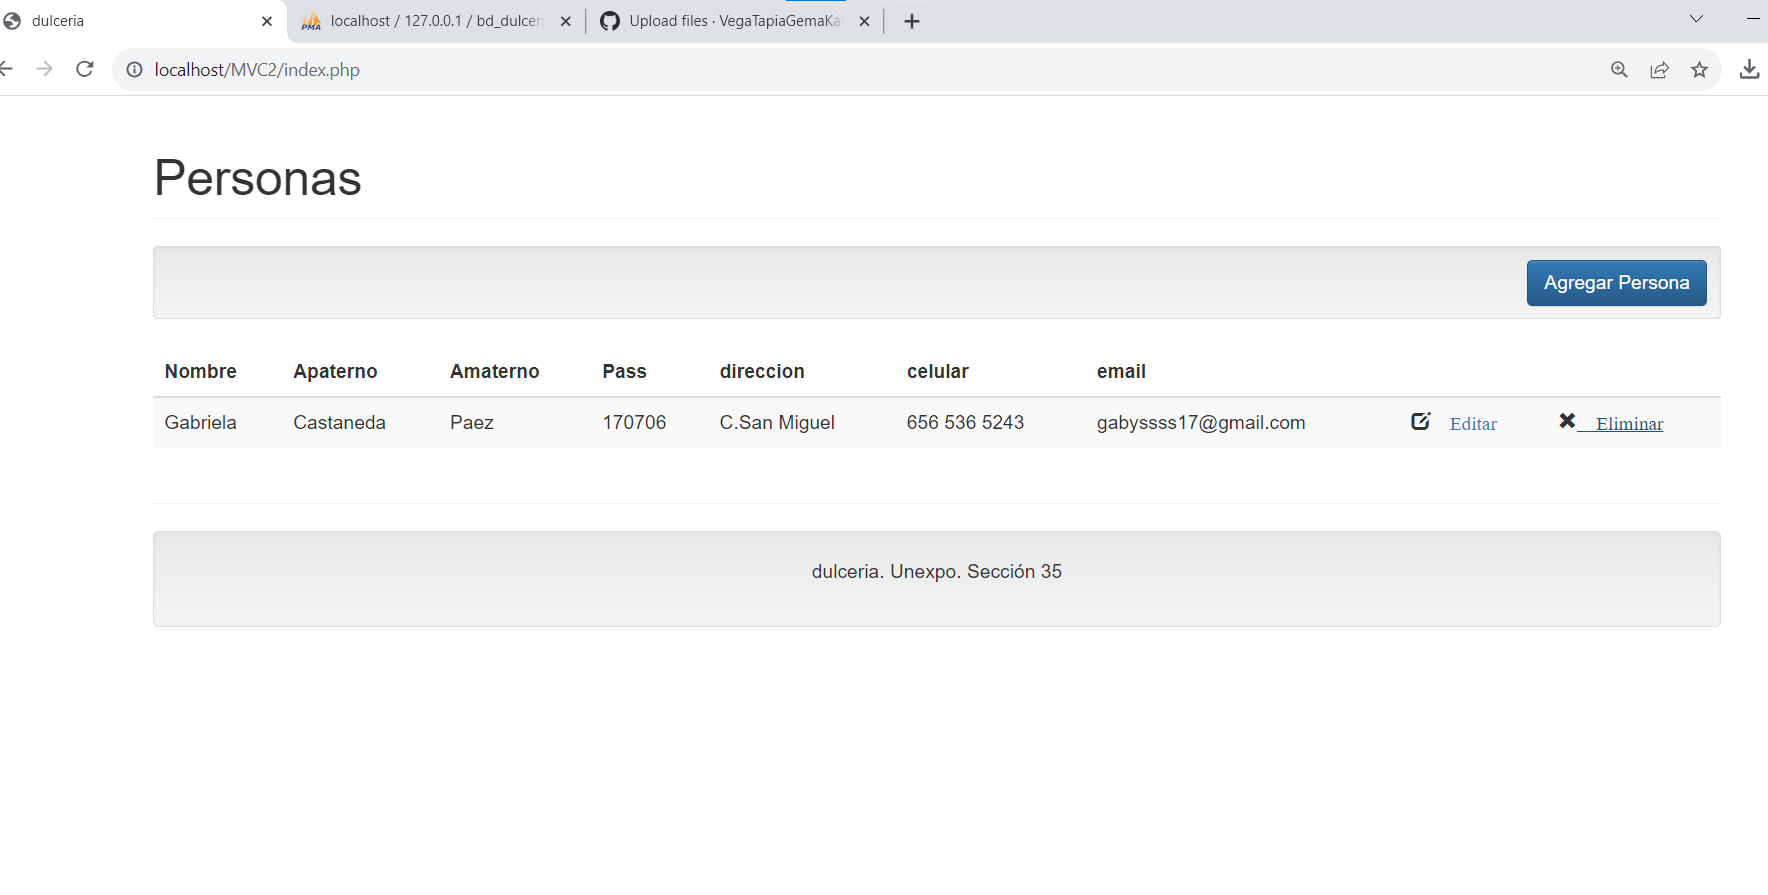 dulceria
PMA localhost / 127.0.0.1 / bd_dulceri
Upload files · VegaTapiaGemaKa
localhost/MVC2/index.php
Personas
Agregar Persona
Nombre Apaterno Amaterno Pass direccion celular email
Gabriela Castaneda Paez 170706 C.San Miguel 656 536 5243 gabyssss17@gmail.com Editar Eliminar
dulceria. Unexpo. Sección 35